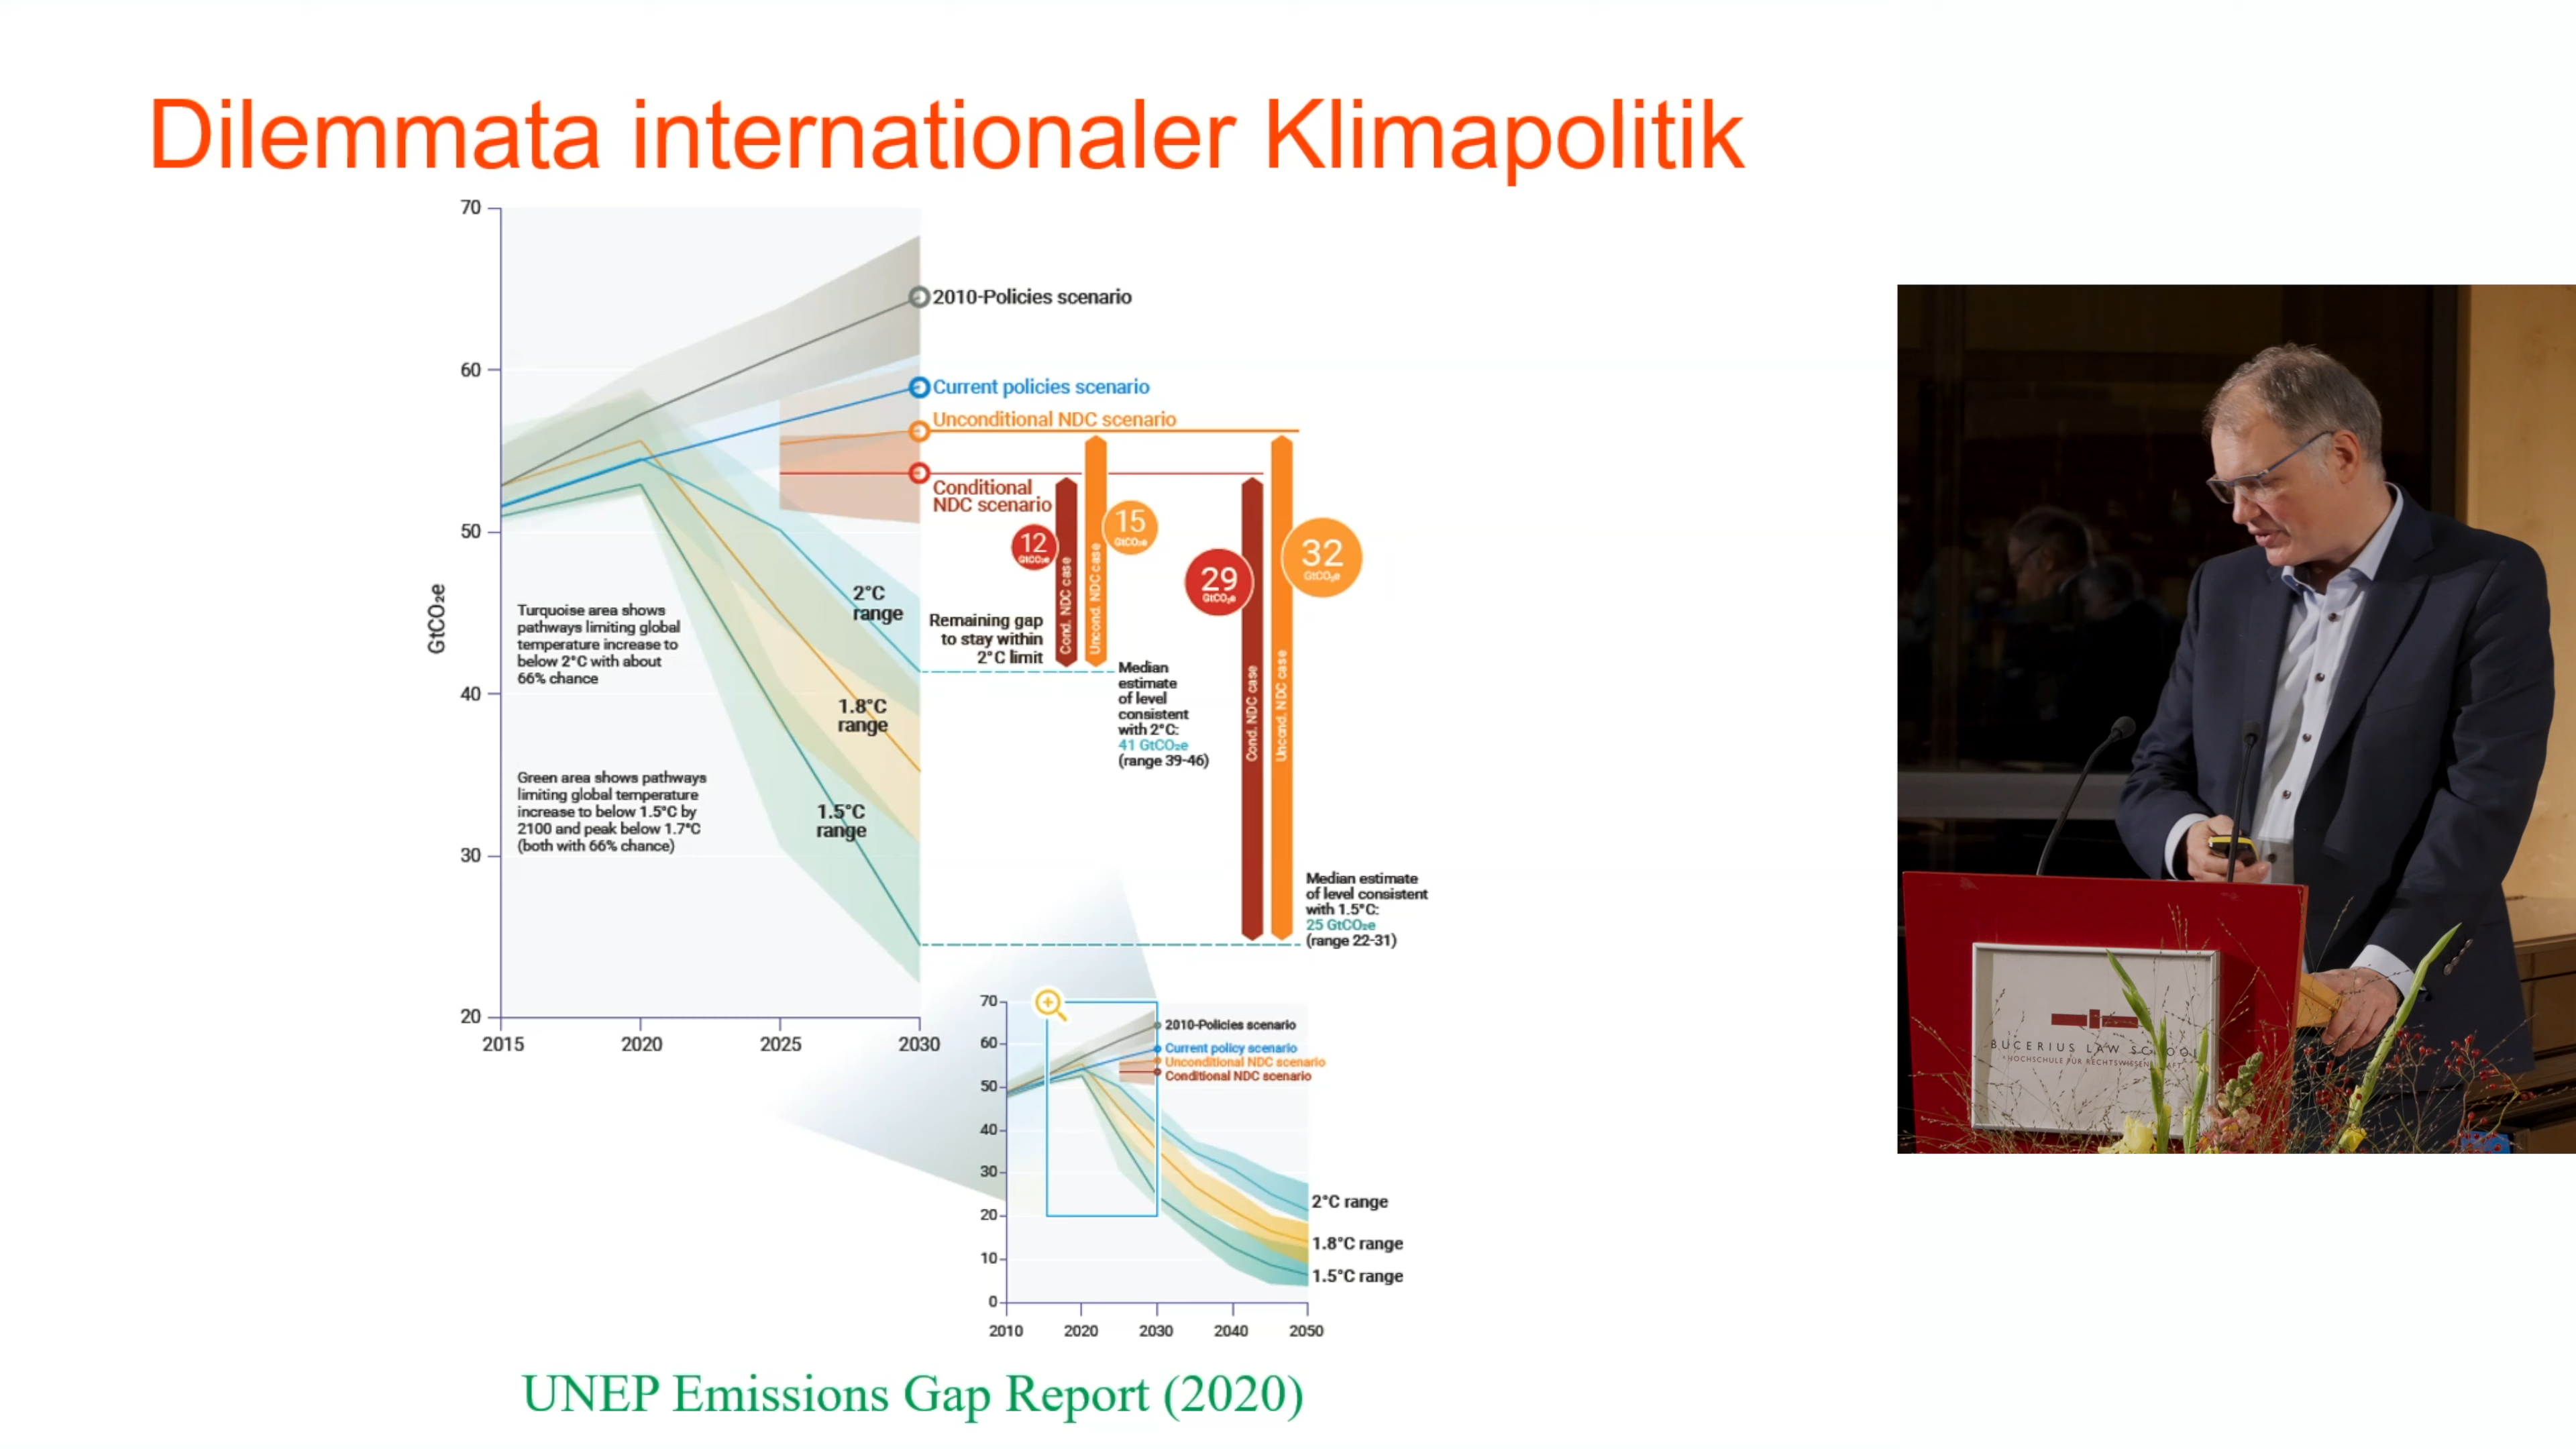 Dilemmata internationaler Klimapolitik
70
60
50
40
30
20
GtCO₂e
2015
2020
2025
2030
2010-Policies scenario
Current policies scenario
Unconditional NDC scenario
Conditional
NDC scenario
2°C
range
1.8°C
range
1.5°C
range
Turquoise area shows
pathways limiting global
temperature increase to
below 2°C with about
66% chance
Green area shows pathways
limiting global temperature
increase to below 1.5°C by
2100 and peak below 1.7°C
(both with 66% chance)
Remaining gap
to stay within
2°C limit
12
GtCO₂e
Cond. NDC case
15
GtCO₂e
Uncond. NDC case
29
GtCO₂e
Cond. NDC case
32
GtCO₂e
Uncond. NDC case
Median
estimate
of level
consistent
with 2°C:
41 GtCO₂e
(range 39-46)
Median estimate
of level consistent
with 1.5°C:
25 GtCO₂e
(range 22-31)
70
60
50
40
30
20
10
0
2010
2020
2030
2040
2050
2010-Policies scenario
Current policy scenario
Unconditional NDC scenario
Conditional NDC scenario
2°C range
1.8°C range
1.5°C range
UNEP Emissions Gap Report (2020)
BUCERIUS LAW SCHOOL
HOCHSCHULE FÜR